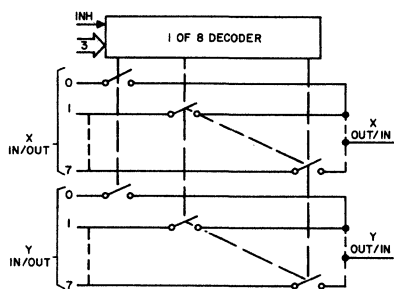 INH
3
1 OF 8 DECODER
0
1
X
IN/OUT
7
X
OUT/IN
0
1
Y
IN/OUT
7
Y
OUT/IN